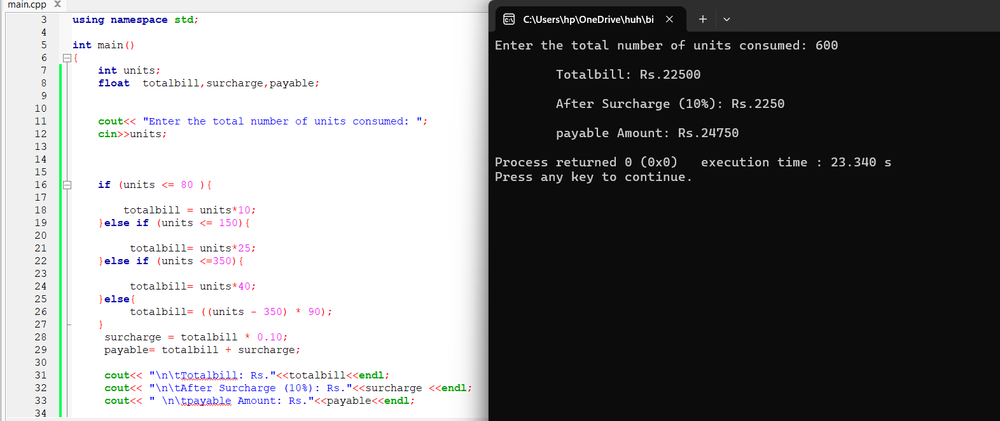 main.cpp X
3 using namespace std;
4
5 int main()
6 {
7 int units;
8 float  totalbill,surcharge,payable;
9
10
11 cout<< "Enter the total number of units consumed: ";
12 cin>>units;
13
14
15
16 if (units <= 80 ){
17
18 totalbill = units*10;
19 }else if (units <= 150){
20
21 totalbill= units*25;
22 }else if (units <=350){
23
24 totalbill= units*40;
25 }else{
26 totalbill= ((units - 350) * 90);
27 }
28 surcharge = totalbill * 0.10;
29 payable= totalbill + surcharge;
30
31 cout<< "\n\tTotalbill: Rs."<<totalbill<<endl;
32 cout<< "\n\tAfter Surcharge (10%): Rs."<<surcharge <<endl;
33 cout<< " \n\tpayable Amount: Rs."<<payable<<endl;
34
C:\Users\hp\OneDrive\huh\bi
Enter the total number of units consumed: 600
Totalbill: Rs.22500
After Surcharge (10%): Rs.2250
payable Amount: Rs.24750
Process returned 0 (0x0)   execution time : 23.340 s
Press any key to continue.